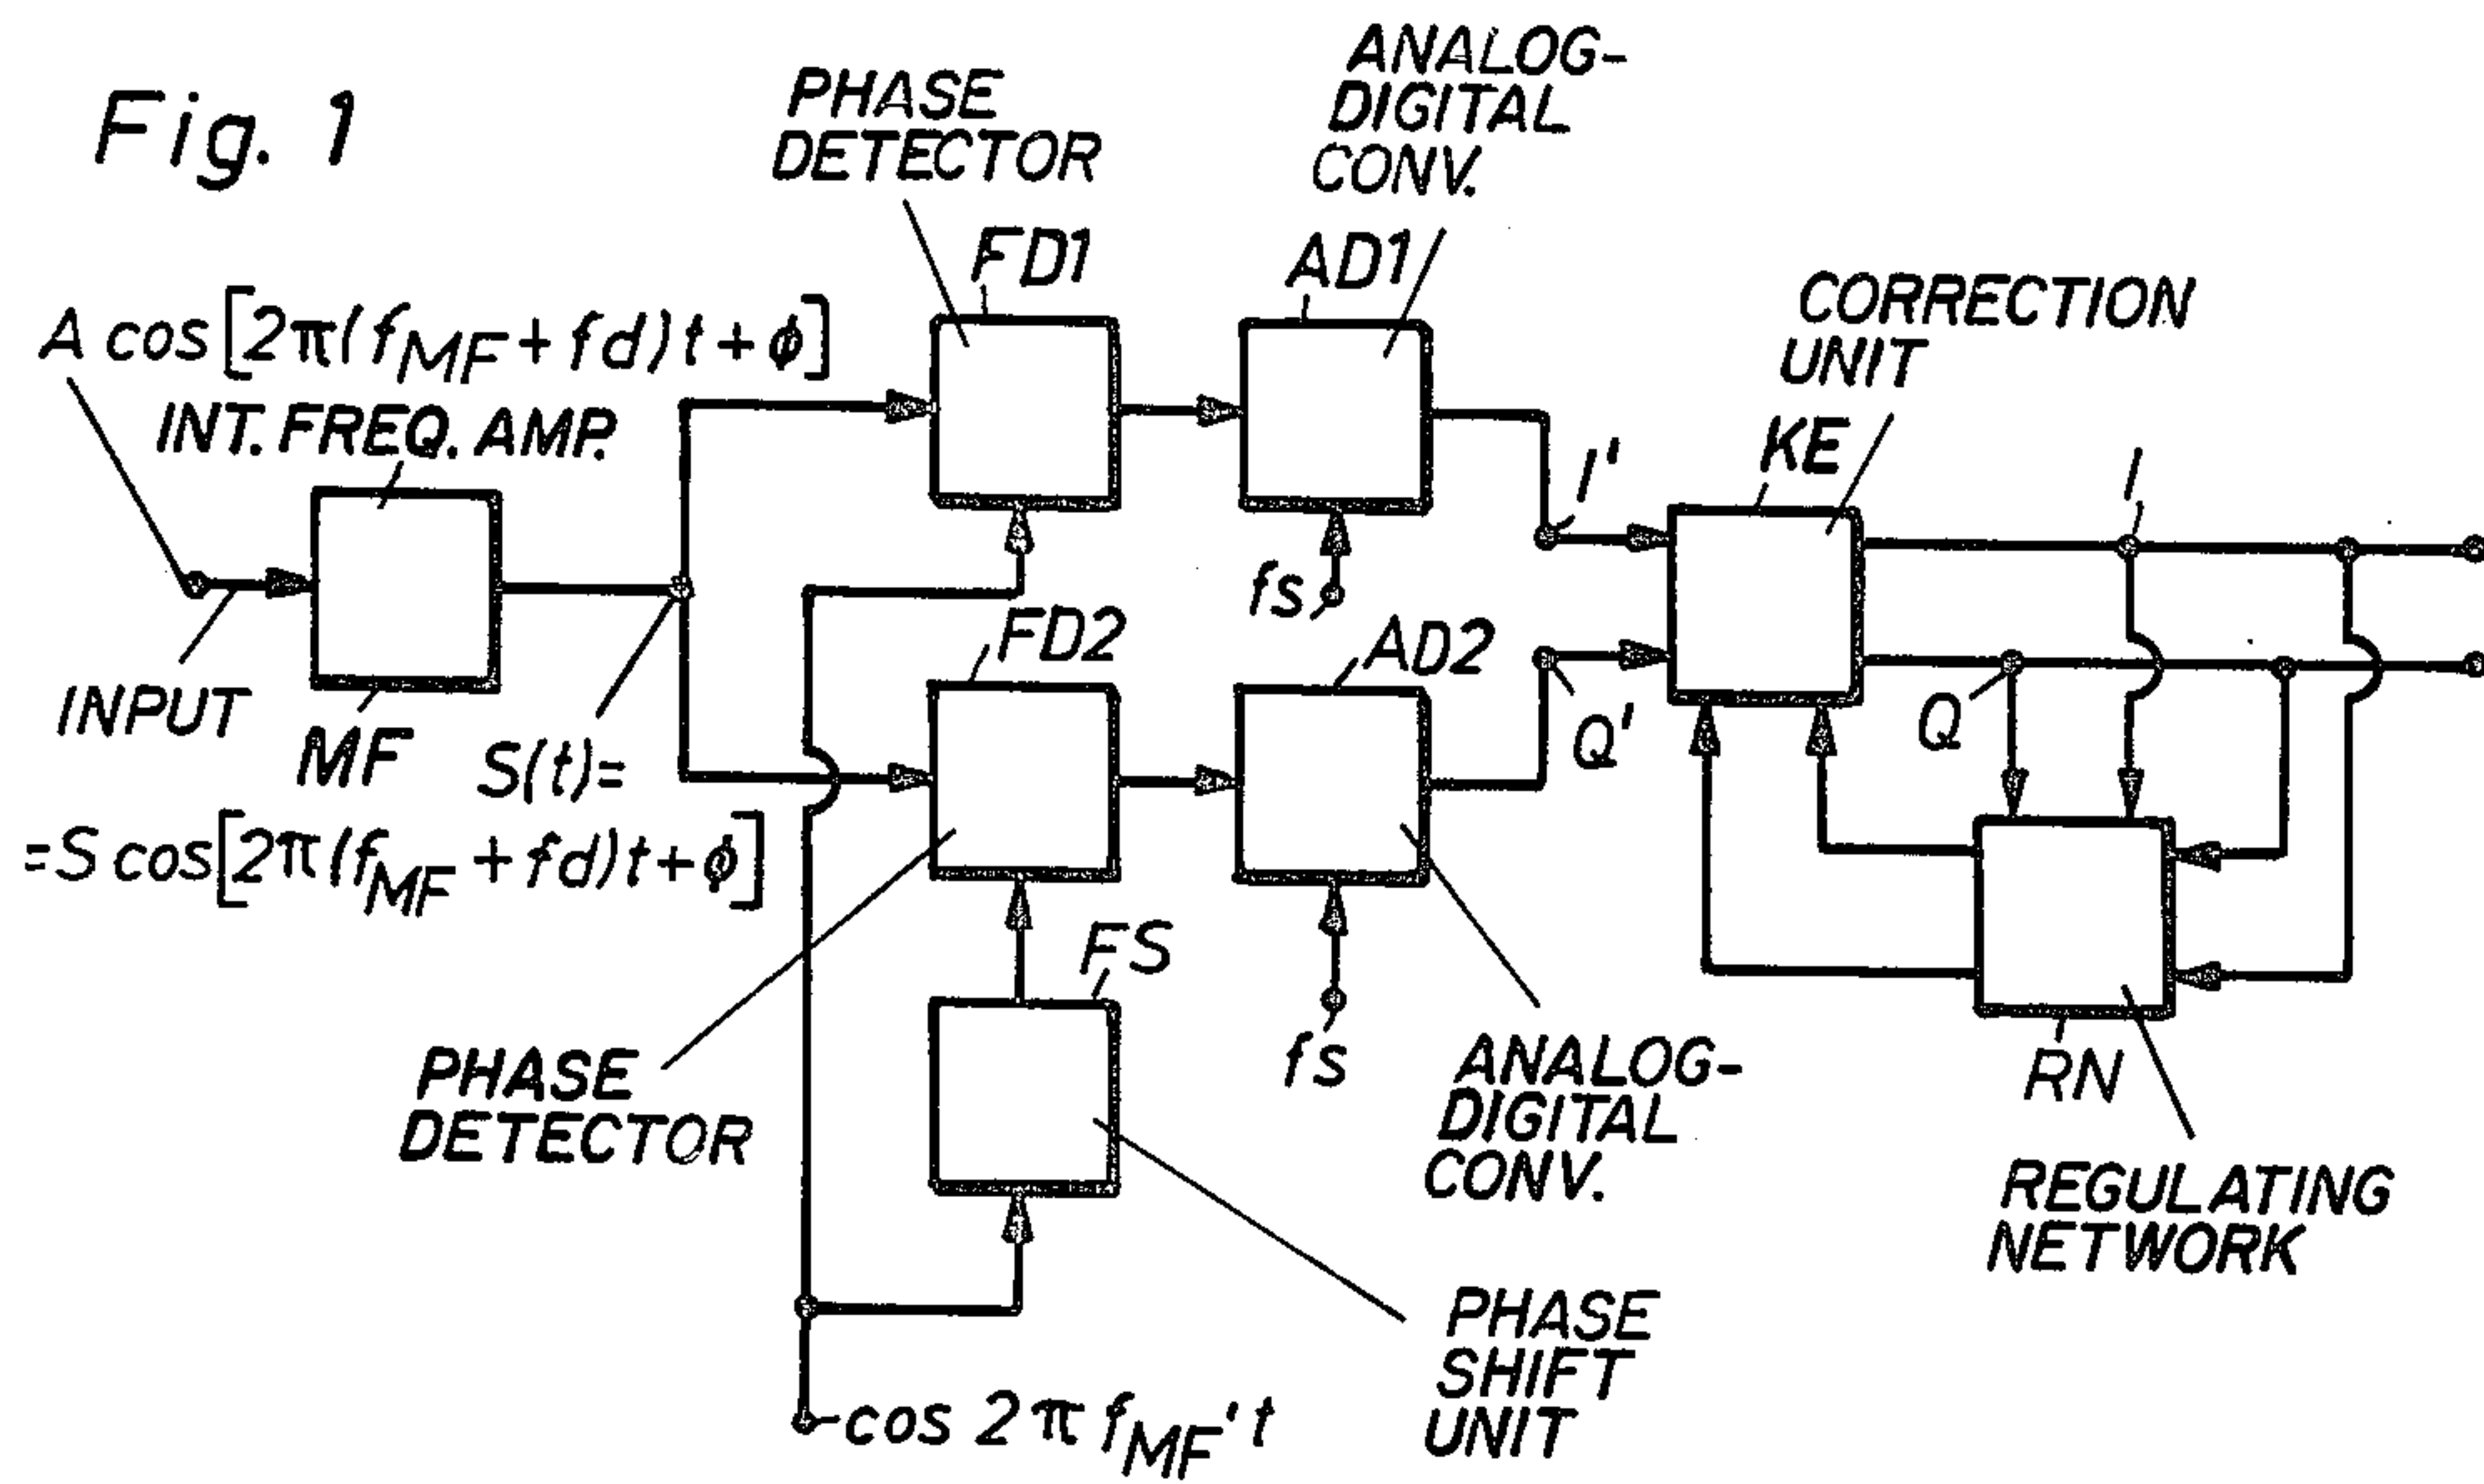 Fig. 1
PHASE
DETECTOR
ANALOG-
DIGITAL
CONV.
FD1
AD1
A cos[2π(fMF+fd)t+ϕ]
INT. FREQ. AMP.
CORRECTION
UNIT
KE
I'
I
fs
INPUT
MF
FD2
AD2
Q'
Q
S(t)=
=S cos[2π(fMF+fd)t+ϕ]
FS
fs
PHASE
DETECTOR
ANALOG-
DIGITAL
CONV.
RN
REGULATING
NETWORK
PHASE
SHIFT
UNIT
cos 2π fMF't